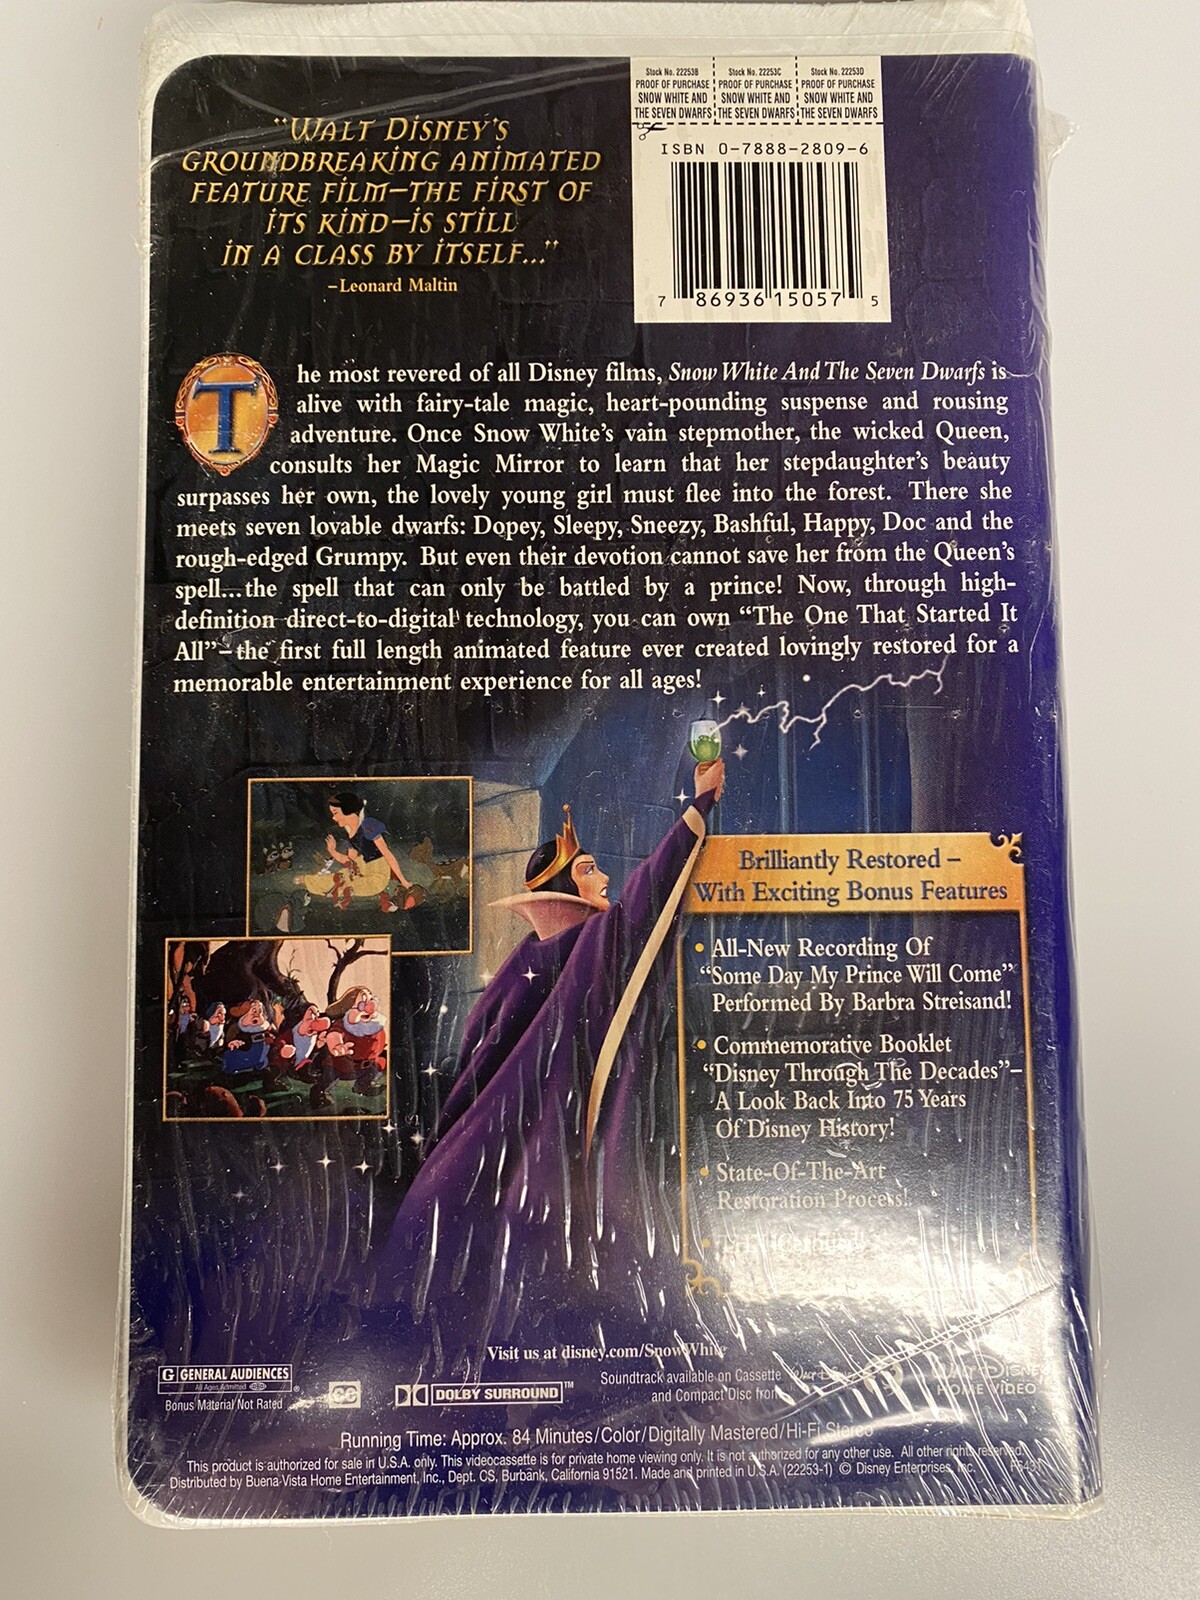 Stock No. 22253B Stock No. 22253C Stock No. 22253D
PROOF OF PURCHASE PROOF OF PURCHASE PROOF OF PURCHASE
SNOW WHITE AND SNOW WHITE AND SNOW WHITE AND
THE SEVEN DWARFS THE SEVEN DWARFS THE SEVEN DWARFS
ISBN 0-7888-2809-6
7 86936 15057 5
"WALT DISNEY'S
GROUNDBREAKING ANIMATED
FEATURE FILM—THE FIRST OF
ITS KIND—IS STILL
IN A CLASS BY ITSELF..."
–Leonard Maltin
The most revered of all Disney films, Snow White And The Seven Dwarfs is
alive with fairy-tale magic, heart-pounding suspense and rousing
adventure. Once Snow White's vain stepmother, the wicked Queen,
consults her Magic Mirror to learn that her stepdaughter's beauty
surpasses her own, the lovely young girl must flee into the forest. There she
meets seven lovable dwarfs: Dopey, Sleepy, Sneezy, Bashful, Happy, Doc and the
rough-edged Grumpy. But even their devotion cannot save her from the Queen's
spell...the spell that can only be battled by a prince! Now, through high-
definition direct-to-digital technology, you can own "The One That Started It
All"–the first full length animated feature ever created lovingly restored for a
memorable entertainment experience for all ages!
Brilliantly Restored –
With Exciting Bonus Features
• All-New Recording Of
"Some Day My Prince Will Come"
Performed By Barbra Streisand!
• Commemorative Booklet
"Disney Through The Decades"–
A Look Back Into 75 Years
Of Disney History!
• State-Of-The-Art
Restoration Process!
Visit us at disney.com/SnowWhite
G GENERAL AUDIENCES
All Ages Admitted
Bonus Material Not Rated
CC
DOLBY SURROUND™
Soundtrack available on Cassette
and Compact Disc from
WALT DISNEY
HOME VIDEO
Running Time: Approx. 84 Minutes/Color/Digitally Mastered/Hi-Fi Stereo
This product is authorized for sale in U.S.A. only. This videocassette is for private home viewing only. It is not authorized for any other use. All other rights reserved.
Distributed by Buena Vista Home Entertainment, Inc., Dept. CS, Burbank, California 91521. Made and printed in U.S.A. (22253-1) © Disney Enterprises, Inc.